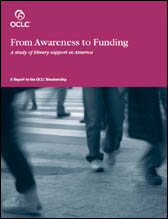 OCLC
From Awareness to Funding
A study of library support in America
A Report to the OCLC Membership